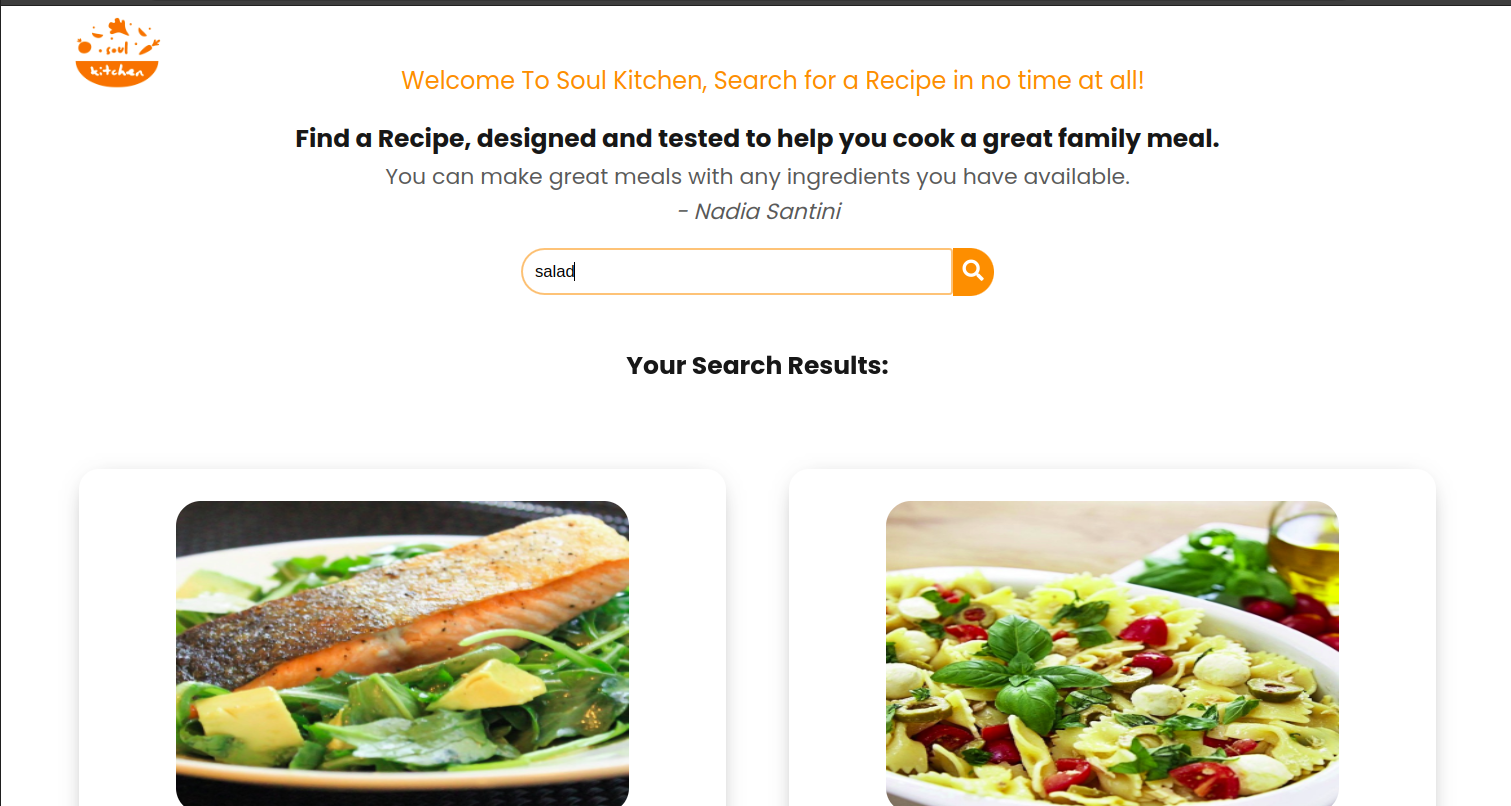 soul
kitchen
Welcome To Soul Kitchen, Search for a Recipe in no time at all!
Find a Recipe, designed and tested to help you cook a great family meal.
You can make great meals with any ingredients you have available.
- Nadia Santini
salad
Your Search Results: